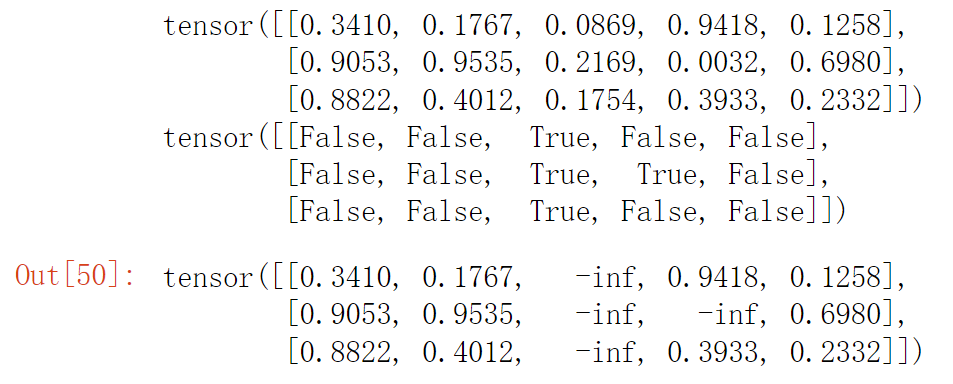 tensor([[0.3410, 0.1767, 0.0869, 0.9418, 0.1258],
        [0.9053, 0.9535, 0.2169, 0.0032, 0.6980],
        [0.8822, 0.4012, 0.1754, 0.3933, 0.2332]])
tensor([[False, False,  True, False, False],
        [False, False,  True,  True, False],
        [False, False,  True, False, False]])
Out[50]: tensor([[0.3410, 0.1767,   -inf, 0.9418, 0.1258],
        [0.9053, 0.9535,   -inf,   -inf, 0.6980],
        [0.8822, 0.4012,   -inf, 0.3933, 0.2332]])